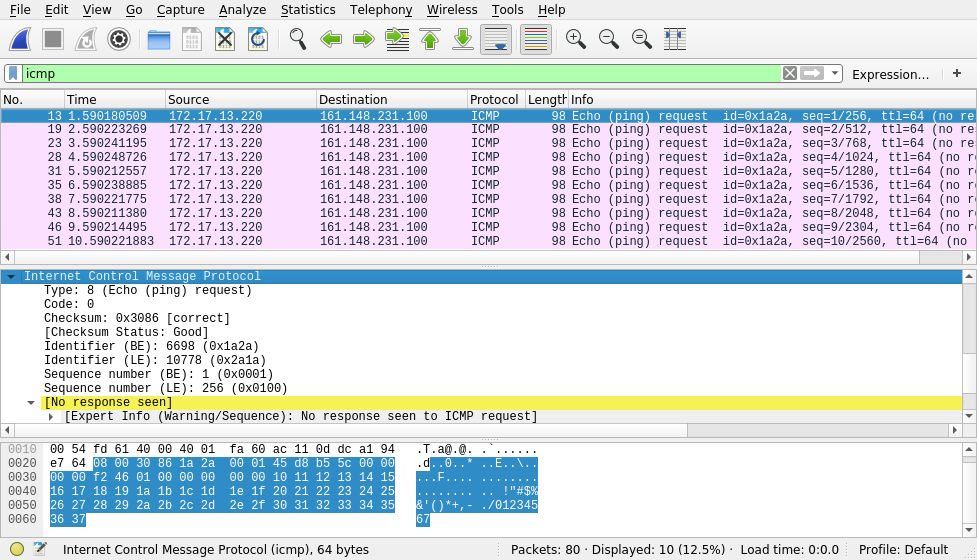 File Edit View Go Capture Analyze Statistics Telephony Wireless Tools Help
icmp Expression… +
No. Time Source Destination Protocol Length Info
13 1.590180509 172.17.13.220 161.148.231.100 ICMP 98 Echo (ping) request id=0x1a2a, seq=1/256, ttl=64 (no re
19 2.590223269 172.17.13.220 161.148.231.100 ICMP 98 Echo (ping) request id=0x1a2a, seq=2/512, ttl=64 (no re
23 3.590241195 172.17.13.220 161.148.231.100 ICMP 98 Echo (ping) request id=0x1a2a, seq=3/768, ttl=64 (no re
28 4.590248726 172.17.13.220 161.148.231.100 ICMP 98 Echo (ping) request id=0x1a2a, seq=4/1024, ttl=64 (no r
31 5.590212557 172.17.13.220 161.148.231.100 ICMP 98 Echo (ping) request id=0x1a2a, seq=5/1280, ttl=64 (no r
35 6.590238885 172.17.13.220 161.148.231.100 ICMP 98 Echo (ping) request id=0x1a2a, seq=6/1536, ttl=64 (no r
38 7.590221775 172.17.13.220 161.148.231.100 ICMP 98 Echo (ping) request id=0x1a2a, seq=7/1792, ttl=64 (no r
43 8.590211380 172.17.13.220 161.148.231.100 ICMP 98 Echo (ping) request id=0x1a2a, seq=8/2048, ttl=64 (no r
46 9.590214495 172.17.13.220 161.148.231.100 ICMP 98 Echo (ping) request id=0x1a2a, seq=9/2304, ttl=64 (no r
51 10.590221883 172.17.13.220 161.148.231.100 ICMP 98 Echo (ping) request id=0x1a2a, seq=10/2560, ttl=64 (no
Internet Control Message Protocol
Type: 8 (Echo (ping) request)
Code: 0
Checksum: 0x3086 [correct]
[Checksum Status: Good]
Identifier (BE): 6698 (0x1a2a)
Identifier (LE): 10778 (0x2a1a)
Sequence number (BE): 1 (0x0001)
Sequence number (LE): 256 (0x0100)
[No response seen]
[Expert Info (Warning/Sequence): No response seen to ICMP request]
0010 00 54 fd 61 40 00 40 01 fa 60 ac 11 0d dc a1 94 .T.a@.@. .`......
0020 e7 64 08 00 30 86 1a 2a 00 01 45 d8 b5 5c 00 00 .d..0..* ..E..\..
0030 00 00 f2 46 01 00 00 00 00 00 10 11 12 13 14 15 ...F.... ........
0040 16 17 18 19 1a 1b 1c 1d 1e 1f 20 21 22 23 24 25 ........ .. !"#$%
0050 26 27 28 29 2a 2b 2c 2d 2e 2f 30 31 32 33 34 35 &'()*+,- ./012345
0060 36 37 67
Internet Control Message Protocol (icmp), 64 bytes Packets: 80 · Displayed: 10 (12.5%) · Load time: 0:0.0 Profile: Default